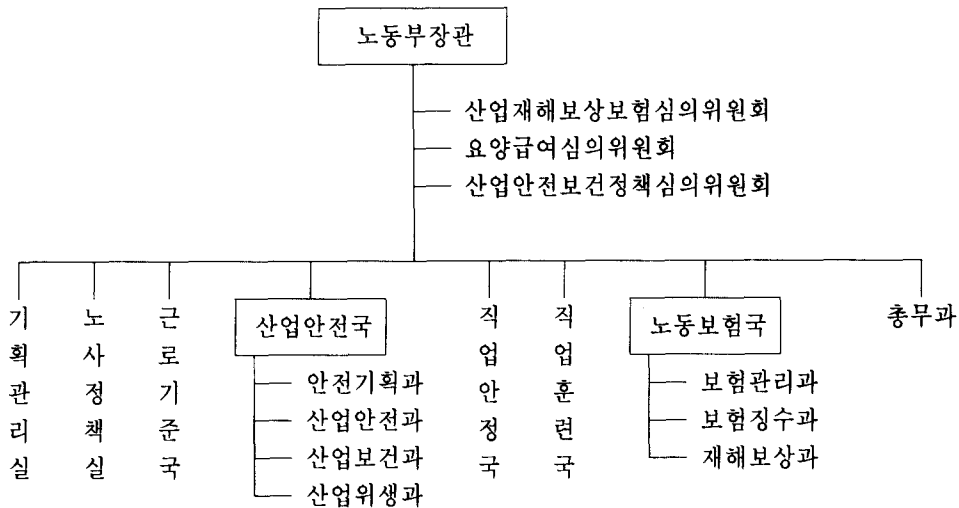 노동부장관
산업재해보상보험심의위원회
요양급여심의위원회
산업안전보건정책심의위원회
기획관리실
노사정책실
근로기준국
산업안전국
안전기획과
산업안전과
산업보건과
산업위생과
직업안정국
직업훈련국
노동보험국
보험관리과
보험징수과
재해보상과
총무과